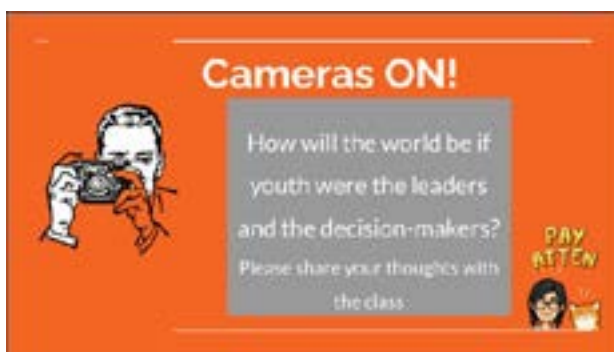 Cameras ON!
How will the world be if
youth were the leaders
and the decision-makers?
Please share your thoughts with
the class
PAY
ATTEN